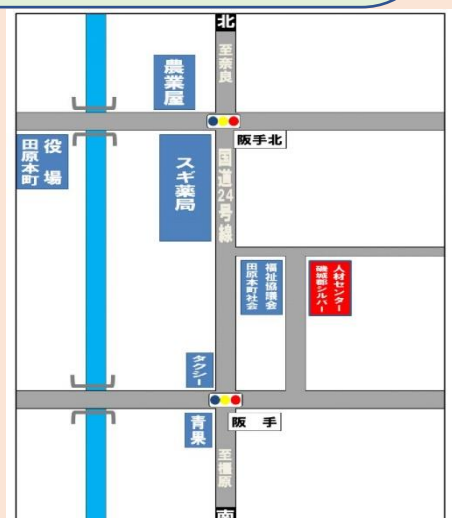 北
至奈良
農業屋
阪手北
役場
田原本町
スギ薬局
国道24号線
福祉協議会
田原本町社会
人材センター
磯城郡シルバー
タクシー
青果
阪 手
至橿原
南